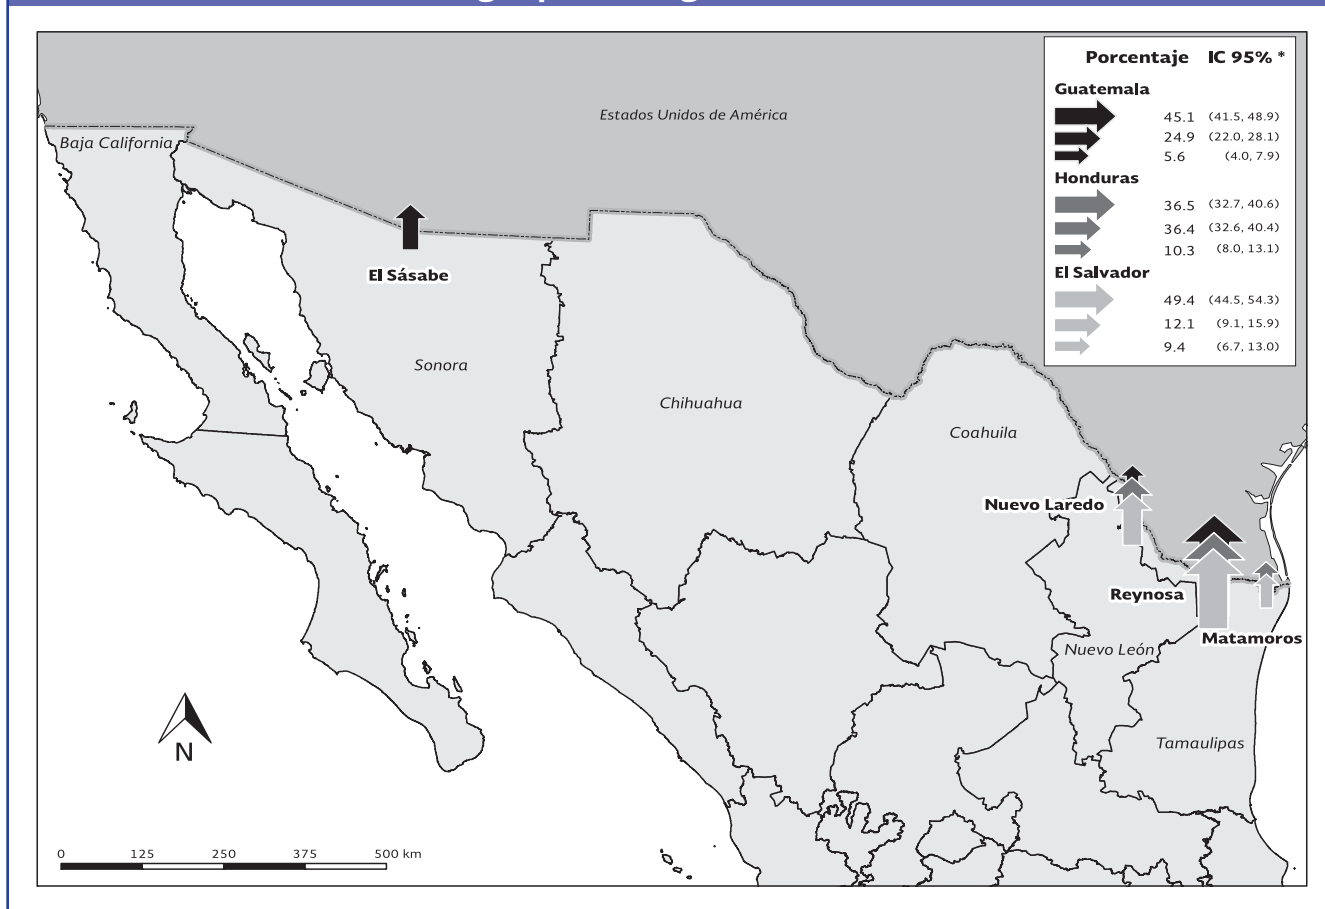 Porcentaje IC 95% *
Guatemala
45.1 (41.5, 48.9)
24.9 (22.0, 28.1)
5.6 (4.0, 7.9)
Honduras
36.5 (32.7, 40.6)
36.4 (32.6, 40.4)
10.3 (8.0, 13.1)
El Salvador
49.4 (44.5, 54.3)
12.1 (9.1, 15.9)
9.4 (6.7, 13.0)
Estados Unidos de América
Baja California
El Sásabe
Sonora
Chihuahua
Coahuila
Nuevo Laredo
Reynosa
Matamoros
Nuevo León
Tamaulipas
N
0 125 250 375 500 km